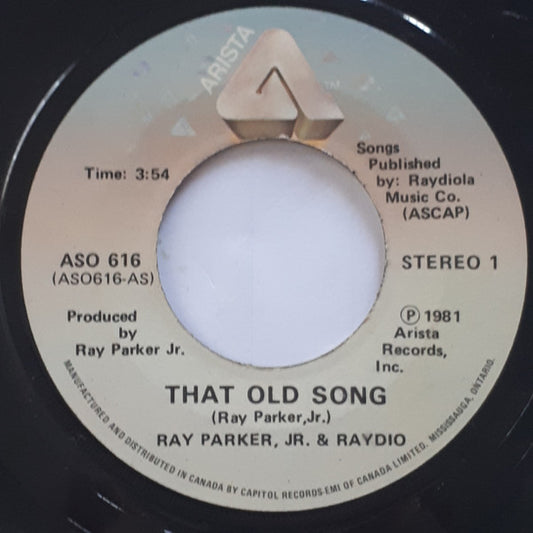 ARISTA
Time: 3:54
Songs
Published
by: Raydiola
Music Co.
(ASCAP)
ASO 616
(ASO616-AS)
STEREO 1
Produced
by
Ray Parker Jr.
Ⓟ 1981
Arista
Records,
Inc.
THAT OLD SONG
(Ray Parker,Jr.)
RAY PARKER, JR. & RAYDIO
MANUFACTURED AND DISTRIBUTED IN CANADA BY CAPITOL RECORDS-EMI OF CANADA LIMITED, MISSISSAUGA, ONTARIO.